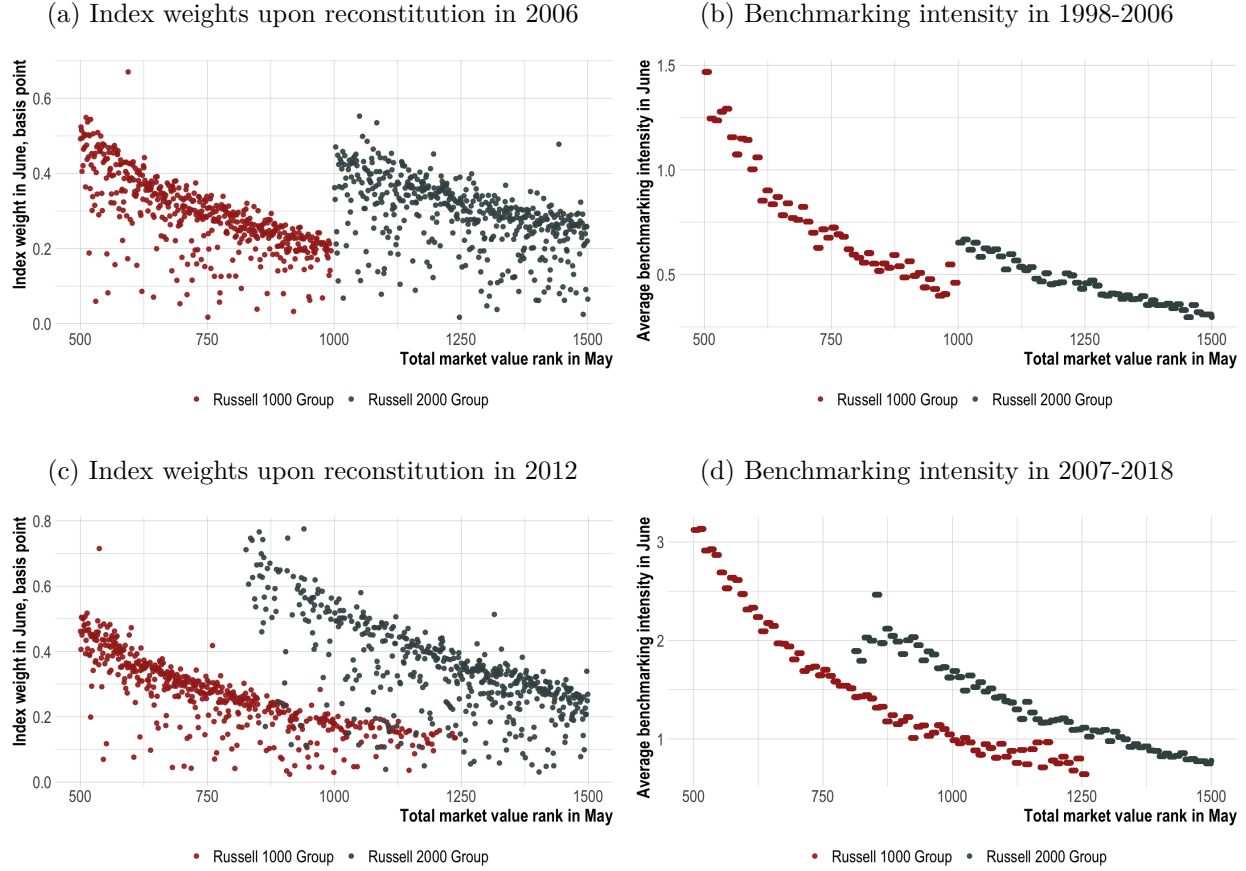 (a) Index weights upon reconstitution in 2006
Index weight in June, basis point
0.6
0.4
0.2
0.0
500
750
1000
1250
1500
Total market value rank in May
Russell 1000 Group
Russell 2000 Group
(b) Benchmarking intensity in 1998-2006
Average benchmarking intensity in June
1.5
1.0
0.5
500
750
1000
1250
1500
Total market value rank in May
Russell 1000 Group
Russell 2000 Group
(c) Index weights upon reconstitution in 2012
Index weight in June, basis point
0.8
0.6
0.4
0.2
0.0
500
750
1000
1250
1500
Total market value rank in May
Russell 1000 Group
Russell 2000 Group
(d) Benchmarking intensity in 2007-2018
Average benchmarking intensity in June
3
2
1
500
750
1000
1250
1500
Total market value rank in May
Russell 1000 Group
Russell 2000 Group